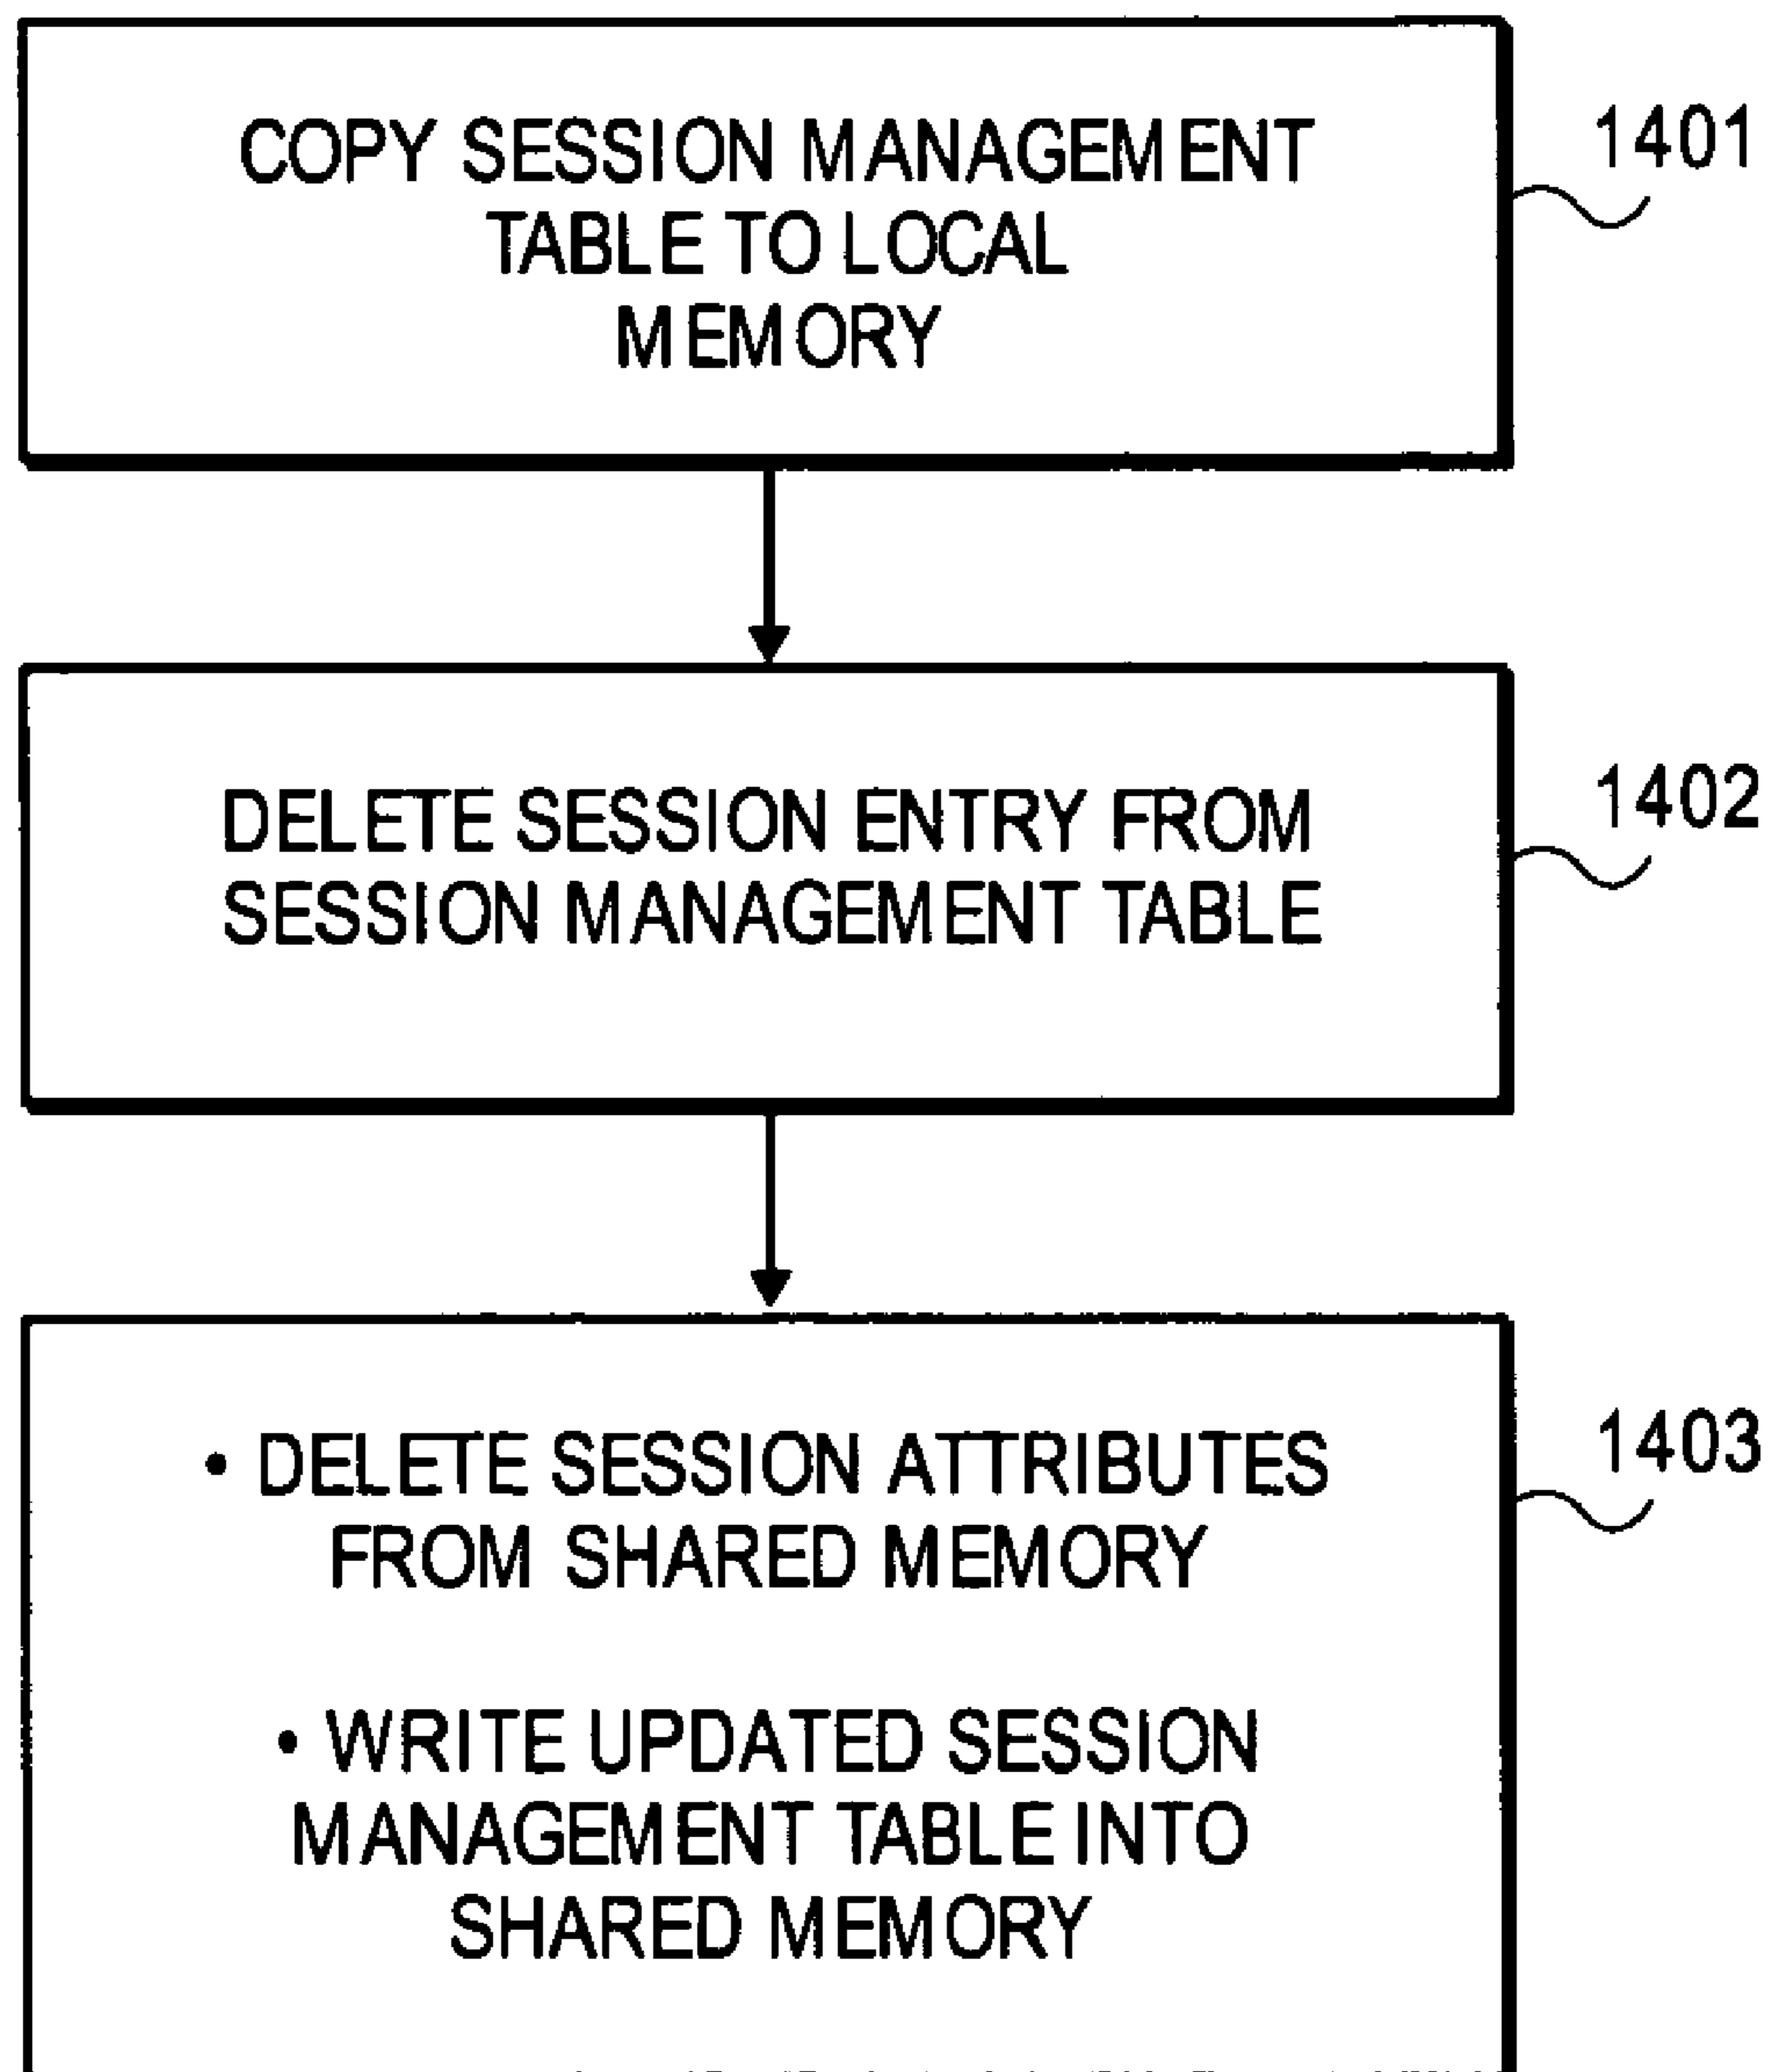 COPY SESSION MANAGEMENT
TABLE TO LOCAL
MEMORY
1401
DELETE SESSION ENTRY FROM
SESSION MANAGEMENT TABLE
1402
• DELETE SESSION ATTRIBUTES
FROM SHARED MEMORY
1403
• WRITE UPDATED SESSION
MANAGEMENT TABLE INTO
SHARED MEMORY